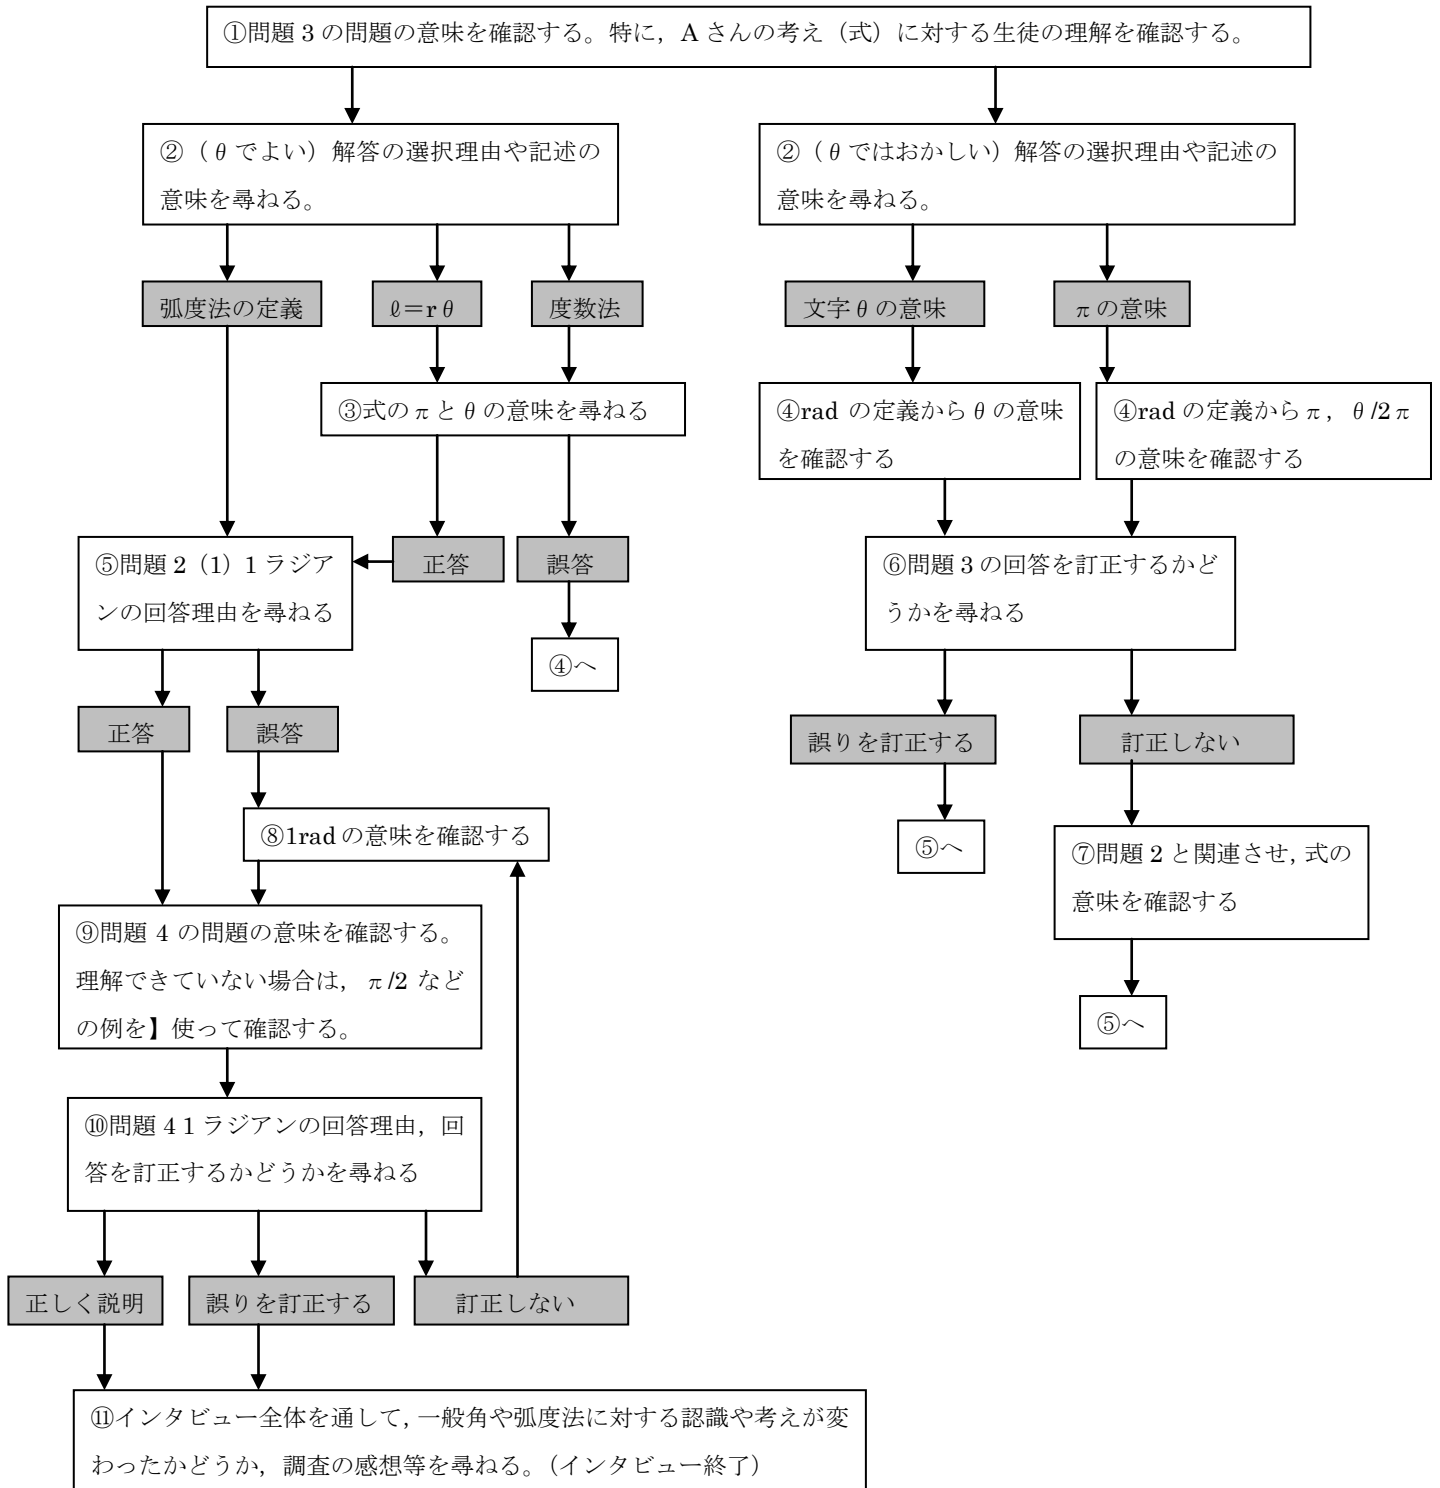 ①問題 3 の問題の意味を確認する。特に，A さんの考え（式）に対する生徒の理解を確認する。
②（θでよい）解答の選択理由や記述の
意味を尋ねる。
②（θではおかしい）解答の選択理由や記述の
意味を尋ねる。
弧度法の定義
ℓ＝rθ
度数法
文字θの意味
πの意味
③式のπとθの意味を尋ねる
④rad の定義からθの意味
を確認する
④rad の定義からπ，θ/2π
の意味を確認する
⑤問題 2（1）1 ラジア
ンの回答理由を尋ねる
正答
誤答
⑥問題 3 の回答を訂正するかど
うかを尋ねる
④へ
正答
誤答
誤りを訂正する
訂正しない
⑧1rad の意味を確認する
⑤へ
⑦問題 2 と関連させ，式の
意味を確認する
⑨問題 4 の問題の意味を確認する。
理解できていない場合は，π/2 など
の例を】使って確認する。
⑤へ
⑩問題 4 1 ラジアンの回答理由，回
答を訂正するかどうかを尋ねる
正しく説明
誤りを訂正する
訂正しない
⑪インタビュー全体を通して，一般角や弧度法に対する認識や考えが変
わったかどうか，調査の感想等を尋ねる。（インタビュー終了）